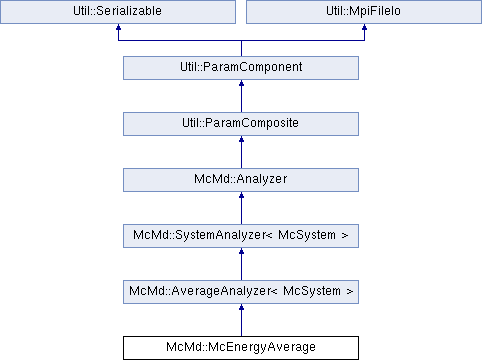 Util::Serializable
Util::MpiFileIo
Util::ParamComponent
Util::ParamComposite
McMd::Analyzer
McMd::SystemAnalyzer< McSystem >
McMd::AverageAnalyzer< McSystem >
McMd::McEnergyAverage